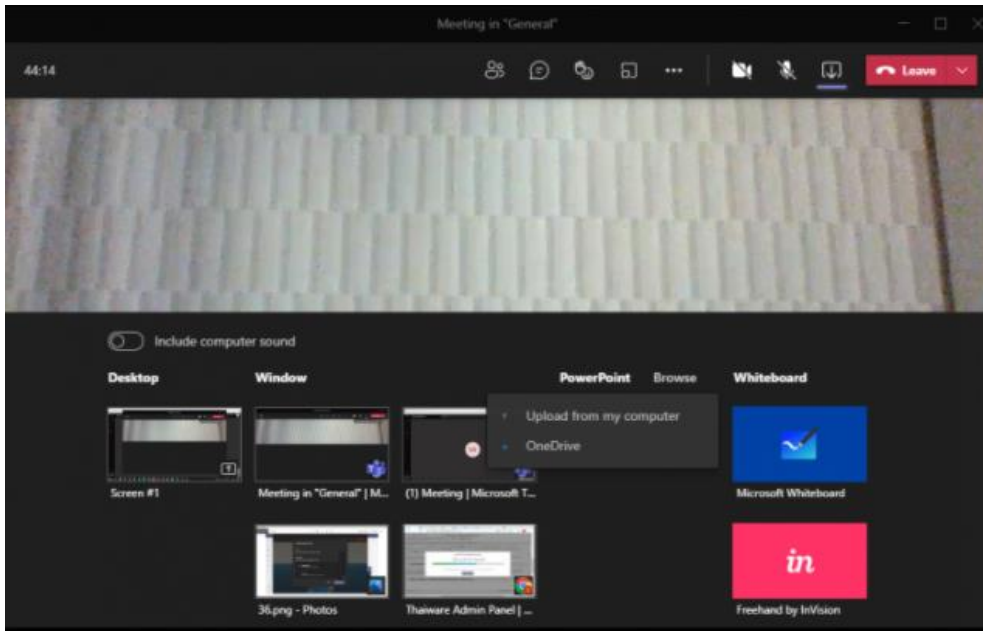 Meeting in "General"
44:14
Leave
Include computer sound
Desktop Window PowerPoint Browse Whiteboard
Upload from my computer
OneDrive
Screen #1 Meeting in "General" | M... (1) Meeting | Microsoft T... Microsoft Whiteboard
in
36.png - Photos Thaiware Admin Panel | ... Freehand by InVision